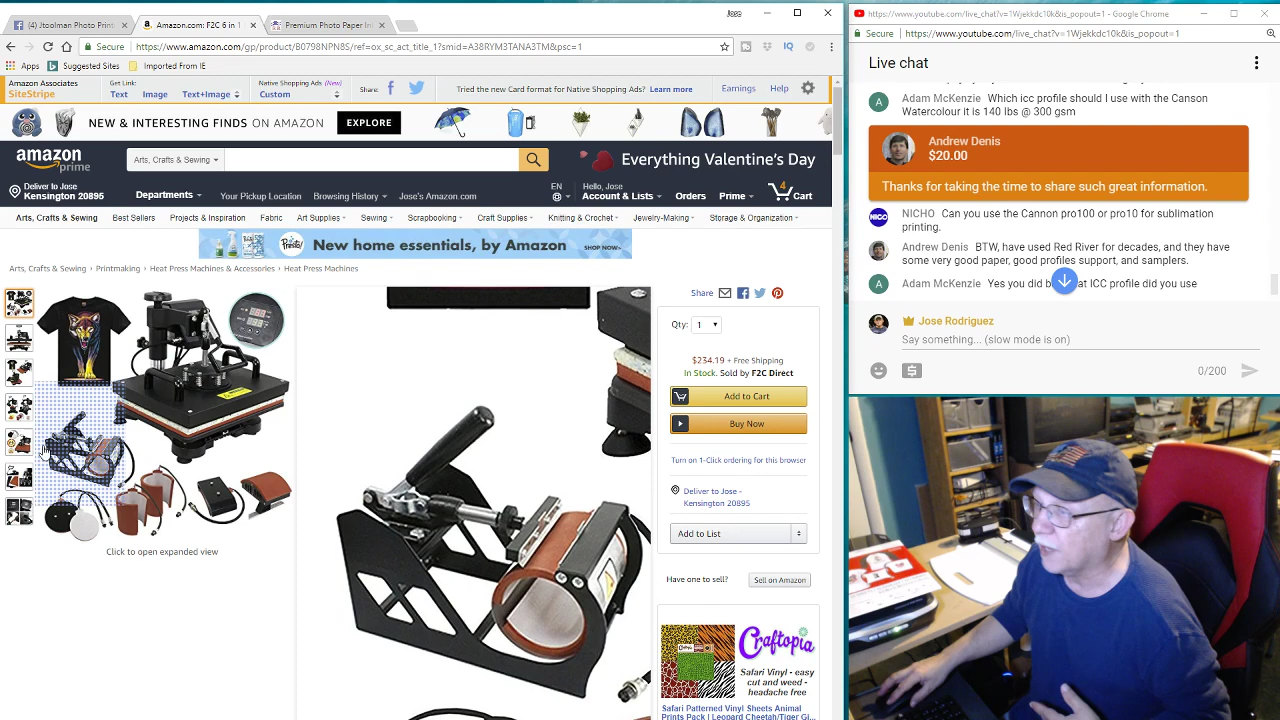 (4) Jtoolman Photo Print
Amazon.com: F2C 6 in 1
Premium Photo Paper Inl
Jose
Secure
https://www.amazon.com/gp/product/B0798NPN8S/ref=ox_sc_act_title_1?smid=A38RYM3TANA3TM&psc=1
Apps
Suggested Sites
Imported From IE
Amazon Associates
SiteStripe
Get Link:
Text Image Text+Image
Native Shopping Ads (New)
Custom
Share:
Tried the new Card format for Native Shopping Ads? Learn more
Earnings Help
NEW & INTERESTING FINDS ON AMAZON EXPLORE
amazon
prime
Arts, Crafts & Sewing
Everything Valentine's Day
Deliver to Jose
Kensington 20895
Departments
Your Pickup Location
Browsing History
Jose's Amazon.com
EN
Hello, Jose
Account & Lists
Orders
Prime
4
Cart
Arts, Crafts & Sewing Best Sellers Projects & Inspiration Fabric Art Supplies Sewing Scrapbooking Craft Supplies Knitting & Crochet Jewelry-Making Storage & Organization
New home essentials, by Amazon SHOP NOW
Arts, Crafts & Sewing › Printmaking › Heat Press Machines & Accessories › Heat Press Machines
Click to open expanded view
Share
Qty: 1
$234.19 + Free Shipping
In Stock. Sold by F2C Direct
Add to Cart
Buy Now
Turn on 1-Click ordering for this browser
Deliver to Jose -
Kensington 20895
Add to List
Have one to sell? Sell on Amazon
Craftopia
Safari Vinyl - easy
cut and weed -
headache free
Safari Patterned Vinyl Sheets Animal
Prints Pack | Leopard Cheetah/Tiger Gi...
https://www.youtube.com/live_chat?v=1Wjekkdc10k&is_popout=1 - Google Chrome
Secure
https://www.youtube.com/live_chat?v=1Wjekkdc10k&is_popout=1
Live chat
A
Adam McKenzie Which icc profile should I use with the Canson
Watercolour it is 140 lbs @ 300 gsm
Andrew Denis
$20.00
Thanks for taking the time to share such great information.
NICO
NICHO Can you use the Cannon pro100 or pro10 for sublimation
printing.
Andrew Denis BTW, have used Red River for decades, and they have
some very good paper, good profiles support, and samplers.
A
Adam McKenzie Yes you did b at ICC profile did you use
Jose Rodriguez
Say something... (slow mode is on)
0/200